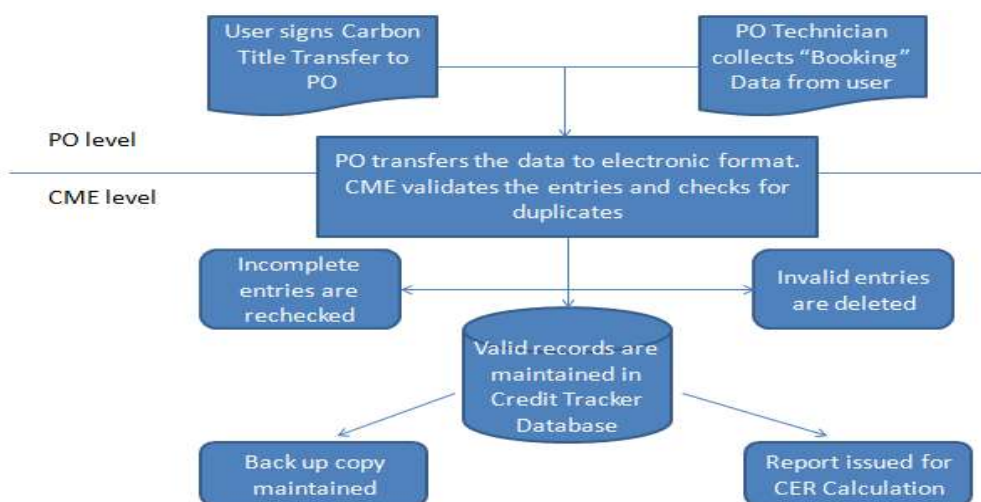 User signs Carbon
Title Transfer to
PO
PO Technician
collects “Booking”
Data from user
PO level
CME level
PO transfers the data to electronic format.
CME validates the entries and checks for
duplicates
Incomplete
entries are
rechecked
Invalid entries
are deleted
Valid records are
maintained in
Credit Tracker
Database
Back up copy
maintained
Report issued for
CER Calculation